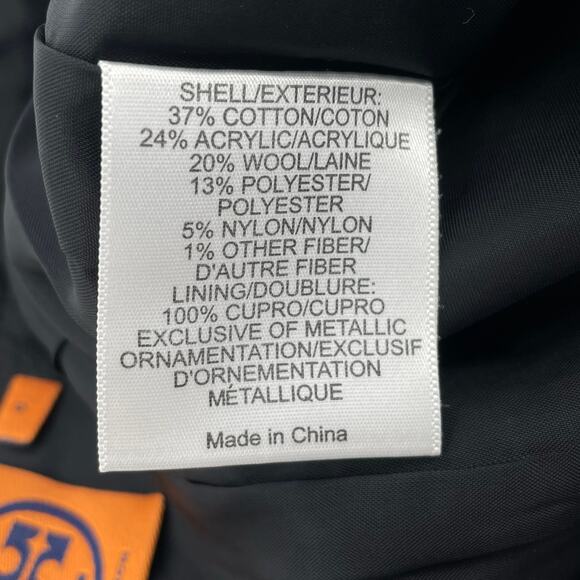 SHELL/EXTERIEUR:
37% COTTON/COTON
24% ACRYLIC/ACRYLIQUE
20% WOOL/LAINE
13% POLYESTER/
POLYESTER
5% NYLON/NYLON
1% OTHER FIBER/
D'AUTRE FIBER
LINING/DOUBLURE:
100% CUPRO/CUPRO
EXCLUSIVE OF METALLIC
ORNAMENTATION/EXCLUSIF
D'ORNEMENTATION
MÉTALLIQUE
Made in China